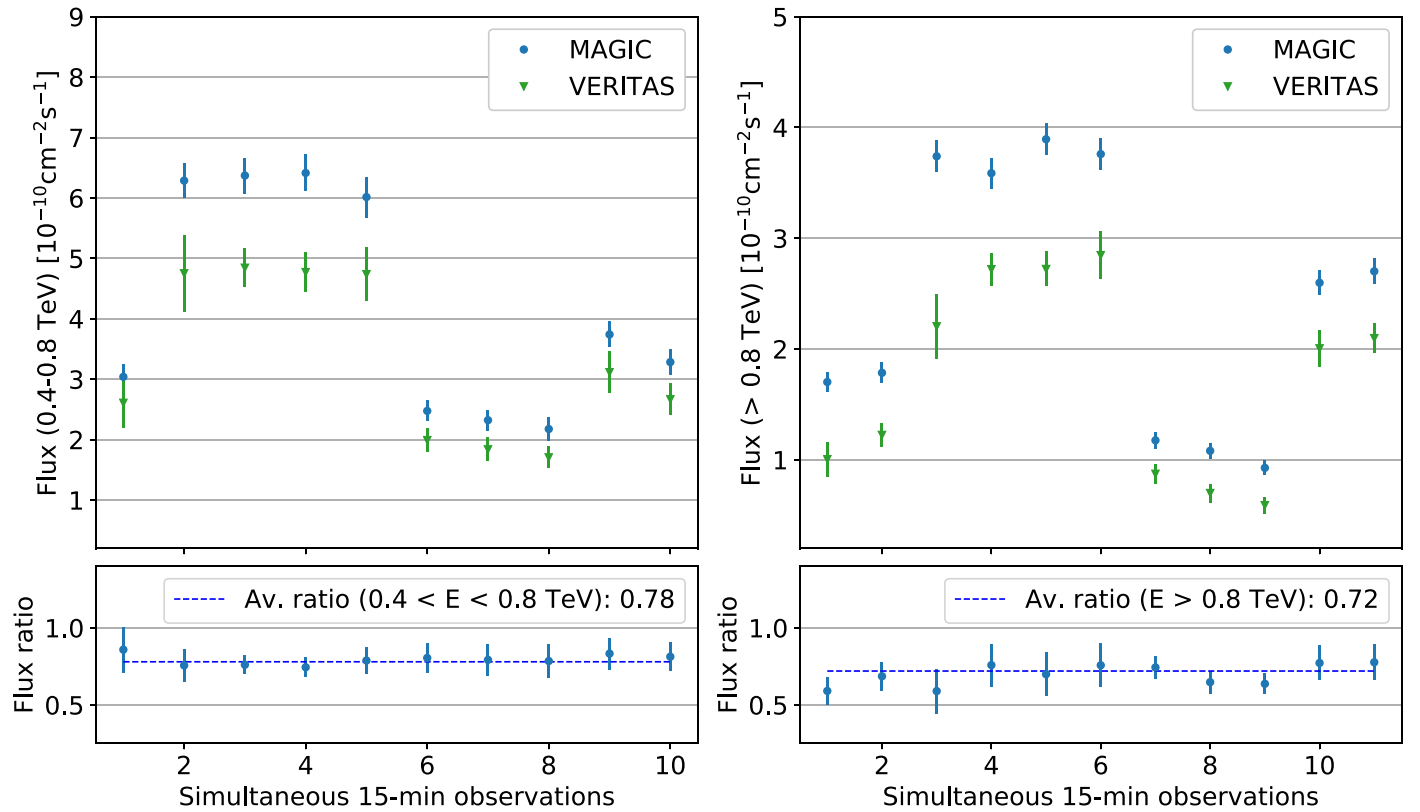 Flux (0.4-0.8 TeV) [10⁻¹⁰cm⁻²s⁻¹]
9
8
7
6
5
4
3
2
1
MAGIC
VERITAS
Flux ratio
1.0
0.5
Av. ratio (0.4 < E < 0.8 TeV): 0.78
2 4 6 8 10
Simultaneous 15-min observations
Flux (> 0.8 TeV) [10⁻¹⁰cm⁻²s⁻¹]
5
4
3
2
1
MAGIC
VERITAS
Flux ratio
1.0
0.5
Av. ratio (E > 0.8 TeV): 0.72
2 4 6 8 10
Simultaneous 15-min observations